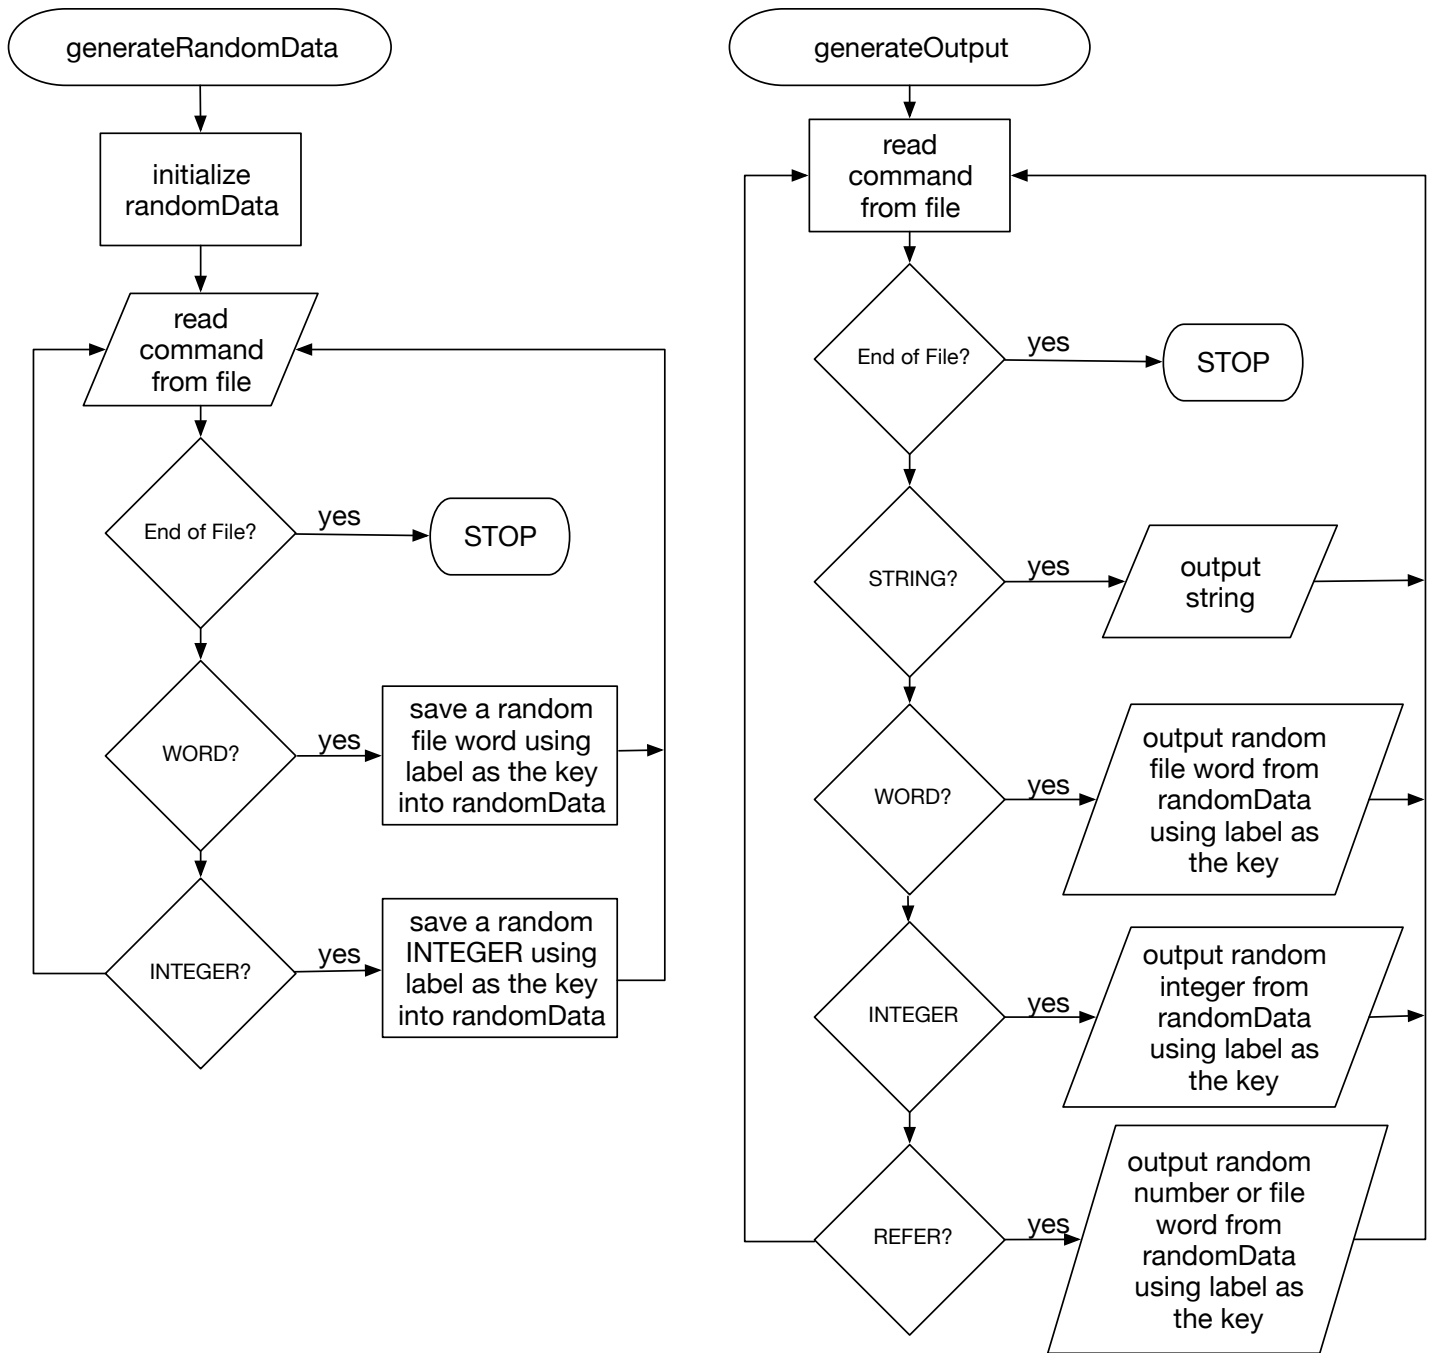 generateRandomData
initialize
randomData
read
command
from file
End of File?
yes
STOP
WORD?
yes
save a random
file word using
label as the key
into randomData
INTEGER?
yes
save a random
INTEGER using
label as the key
into randomData
generateOutput
read
command
from file
End of File?
yes
STOP
STRING?
yes
output
string
WORD?
yes
output random
file word from
randomData
using label as
the key
INTEGER
yes
output random
integer from
randomData
using label as
the key
REFER?
yes
output random
number or file
word from
randomData
using label as
the key